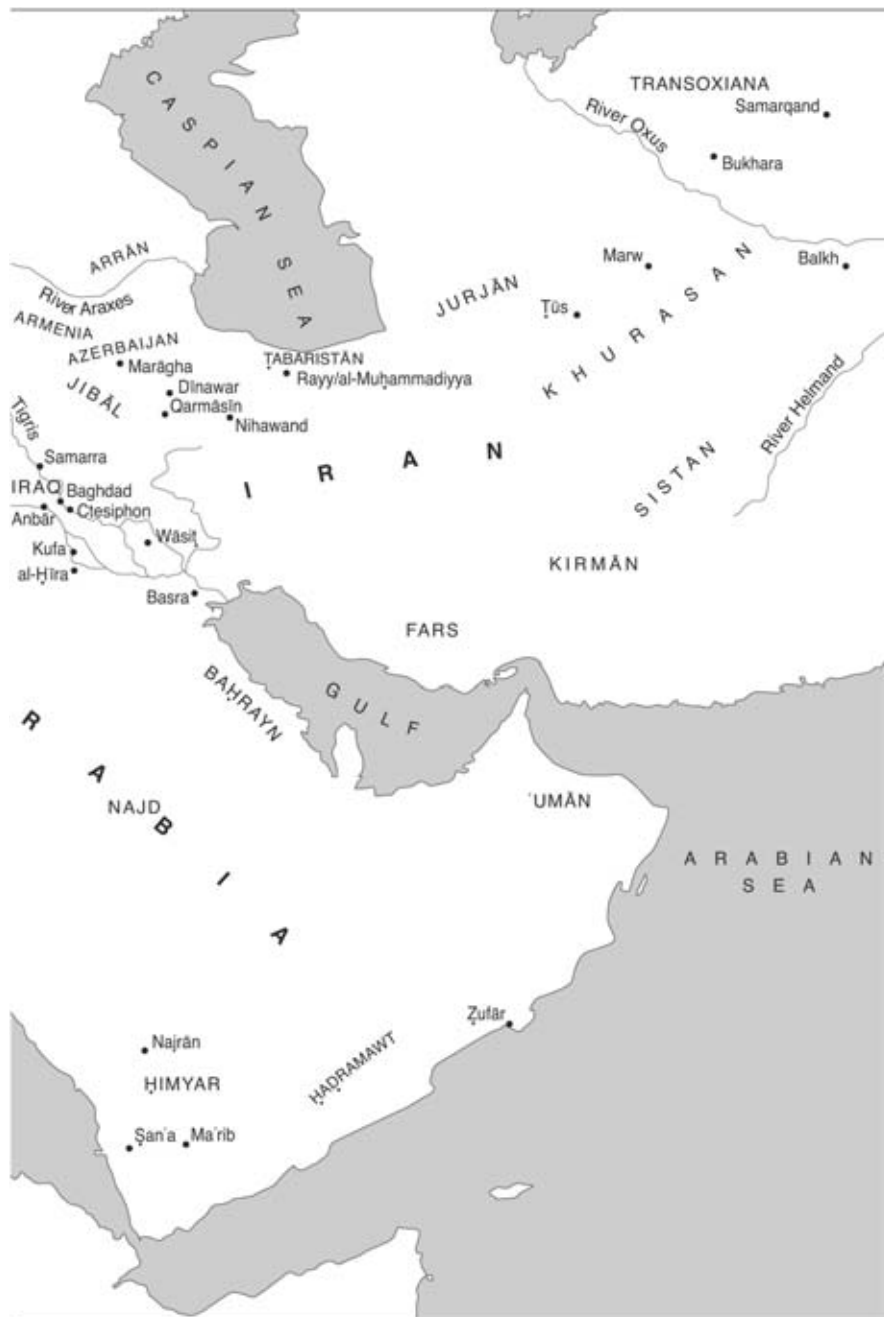 CASPIAN SEA
TRANSOXIANA
Samarqand
River Oxus
Bukhara
ARRĀN
River Araxes
ARMENIA
AZERBAIJAN
Marāgha
JURJĀN
Marw
Balkh
Ṭūs
KHURASAN
ṬABARISTĀN
Rayy/al-Muḥammadiyya
JIBĀL
Dīnawar
Qarmāsīn
Nihawand
River Helmand
Tigris
Samarra
IRAN
SISTAN
IRAQ
Baghdad
Ctesiphon
Anbār
Wāsiṭ
Kufa
al-Ḥīra
KIRMĀN
Basra
FARS
BAḤRAYN
GULF
RABIA
NAJD
ʿUMĀN
ARABIAN
SEA
Ẓufār
Najrān
ḤIMYAR
ḤAḌRAMAWT
Ṣanʿa
Maʾrib